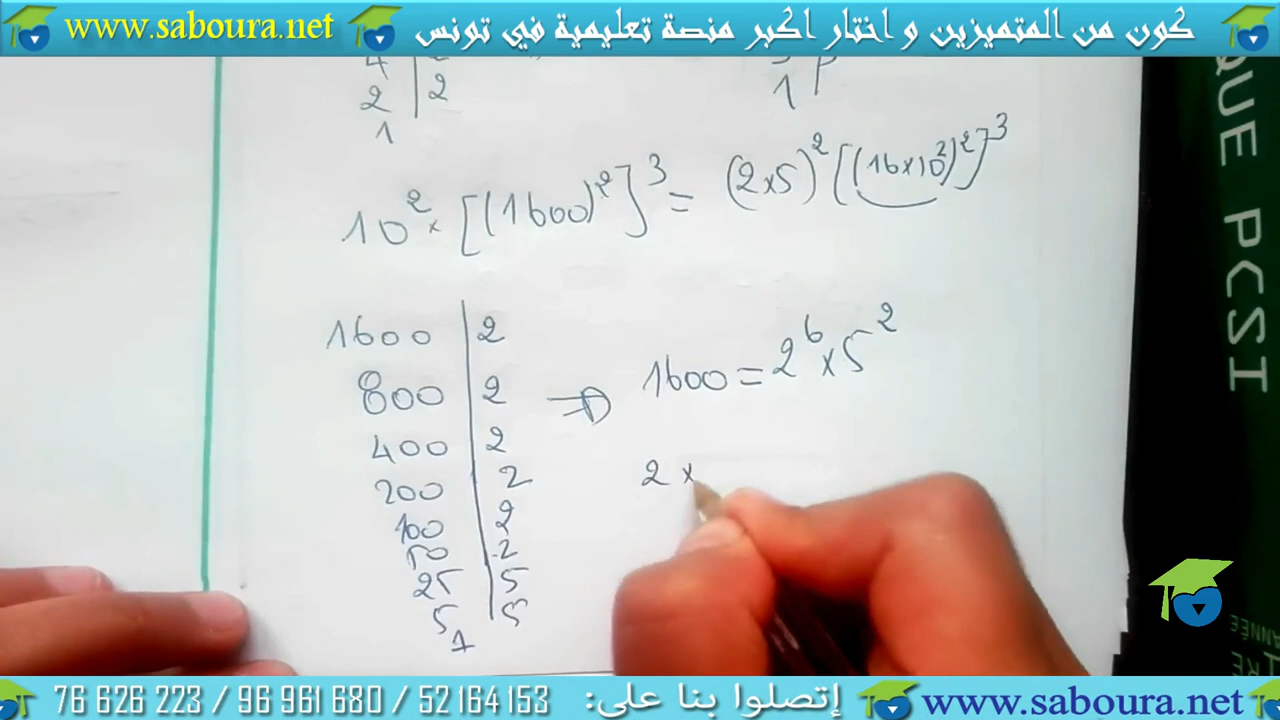 www.saboura.net كون من المتميزين و اختار اكبر منصة تعليمية في تونس
2 | 2
1
1
10² × [(1600)²]³ = (2×5)² [(16×10²)²]³
1600 | 2
800 | 2
400 | 2
200 | 2
100 | 2
50 | 2
25 | 5
5 | 5
1
⇒ 1600 = 2⁶ × 5²
2 ×
QUE PCSI
ANNÉE
76 626 223 / 96 961 680 / 52 164 153 إتصلوا بنا على: www.saboura.net